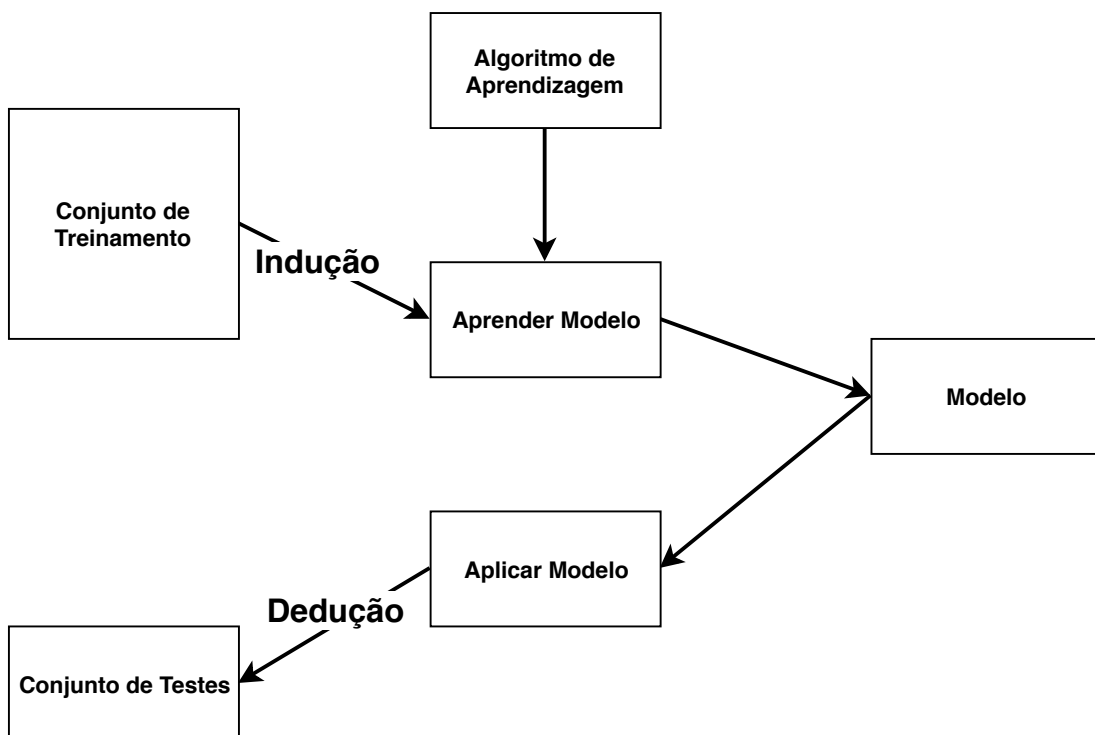 Algoritmo de
Aprendizagem
Conjunto de
Treinamento
Indução
Aprender Modelo
Modelo
Aplicar Modelo
Dedução
Conjunto de Testes